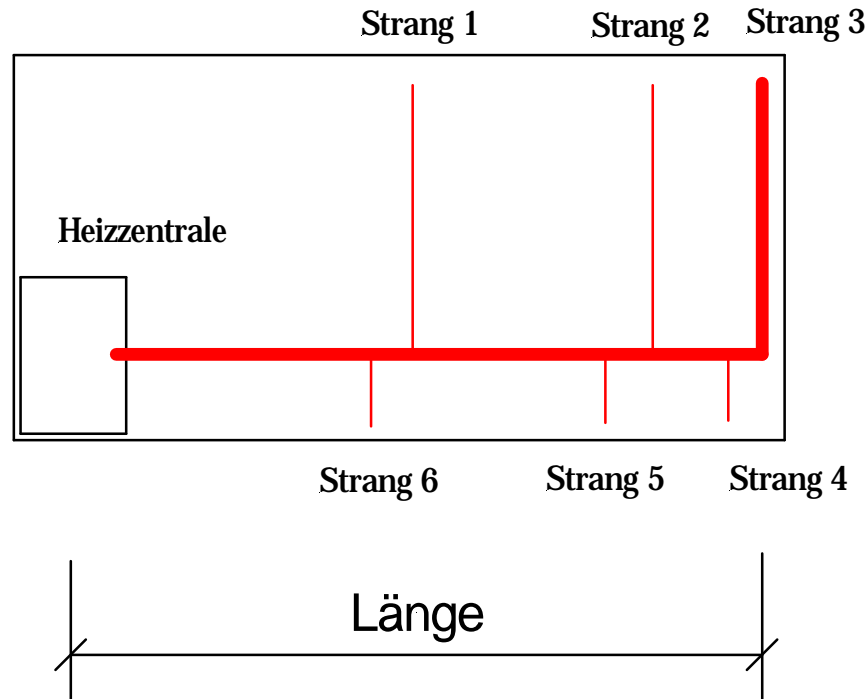 Strang 1
Strang 2
Strang 3
Heizzentrale
Strang 6
Strang 5
Strang 4
Länge